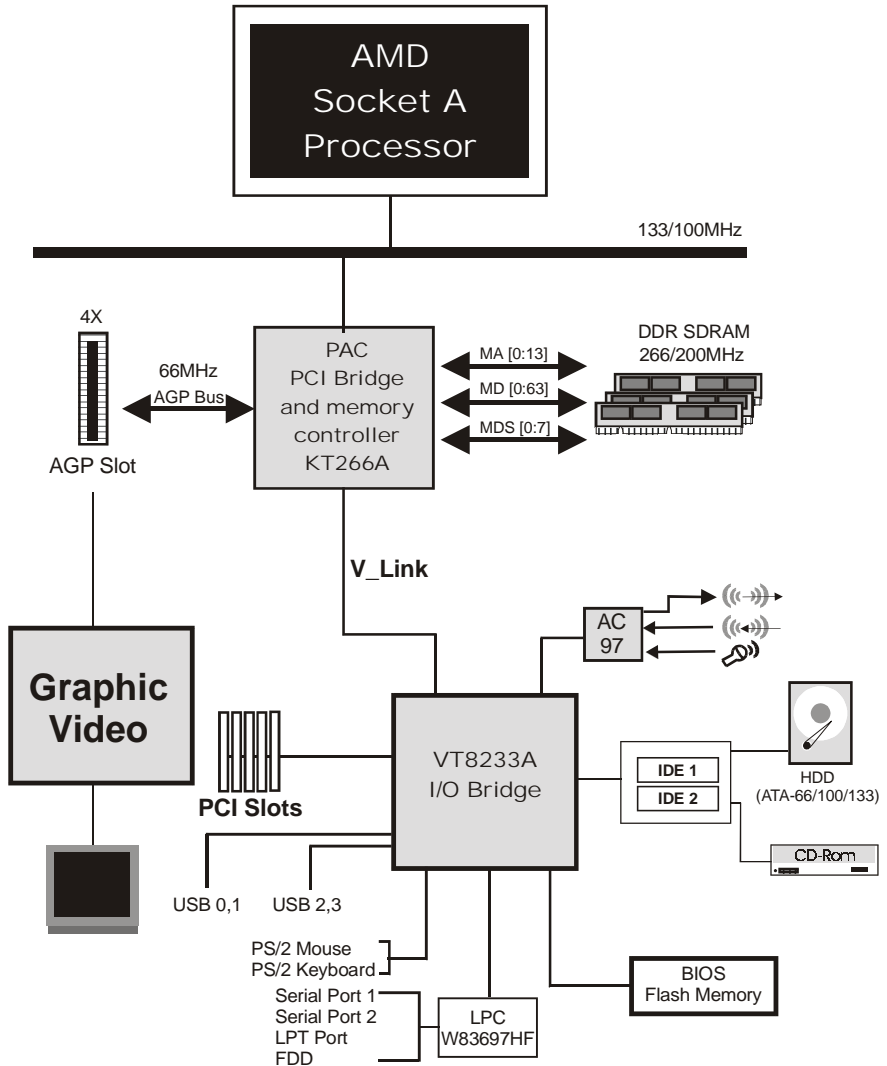 AMD
Socket A
Processor
133/100MHz
4X
66MHz
AGP Bus
AGP Slot
PAC
PCI Bridge
and memory
controller
KT266A
MA [0:13]
MD [0:63]
MDS [0:7]
DDR SDRAM
266/200MHz
V_Link
AC
97
Graphic
Video
PCI Slots
VT8233A
I/O Bridge
IDE 1
IDE 2
HDD
(ATA-66/100/133)
CD-Rom
USB 0,1
USB 2,3
PS/2 Mouse
PS/2 Keyboard
Serial Port 1
Serial Port 2
LPT Port
FDD
LPC
W83697HF
BIOS
Flash Memory